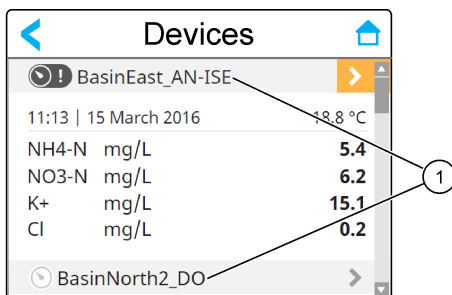 Devices
BasinEast_AN-ISE
11:13 | 15 March 2016 18.8 °C
NH4-N mg/L 5.4
NO3-N mg/L 6.2
K+ mg/L 15.1
Cl mg/L 0.2
1
BasinNorth2_DO